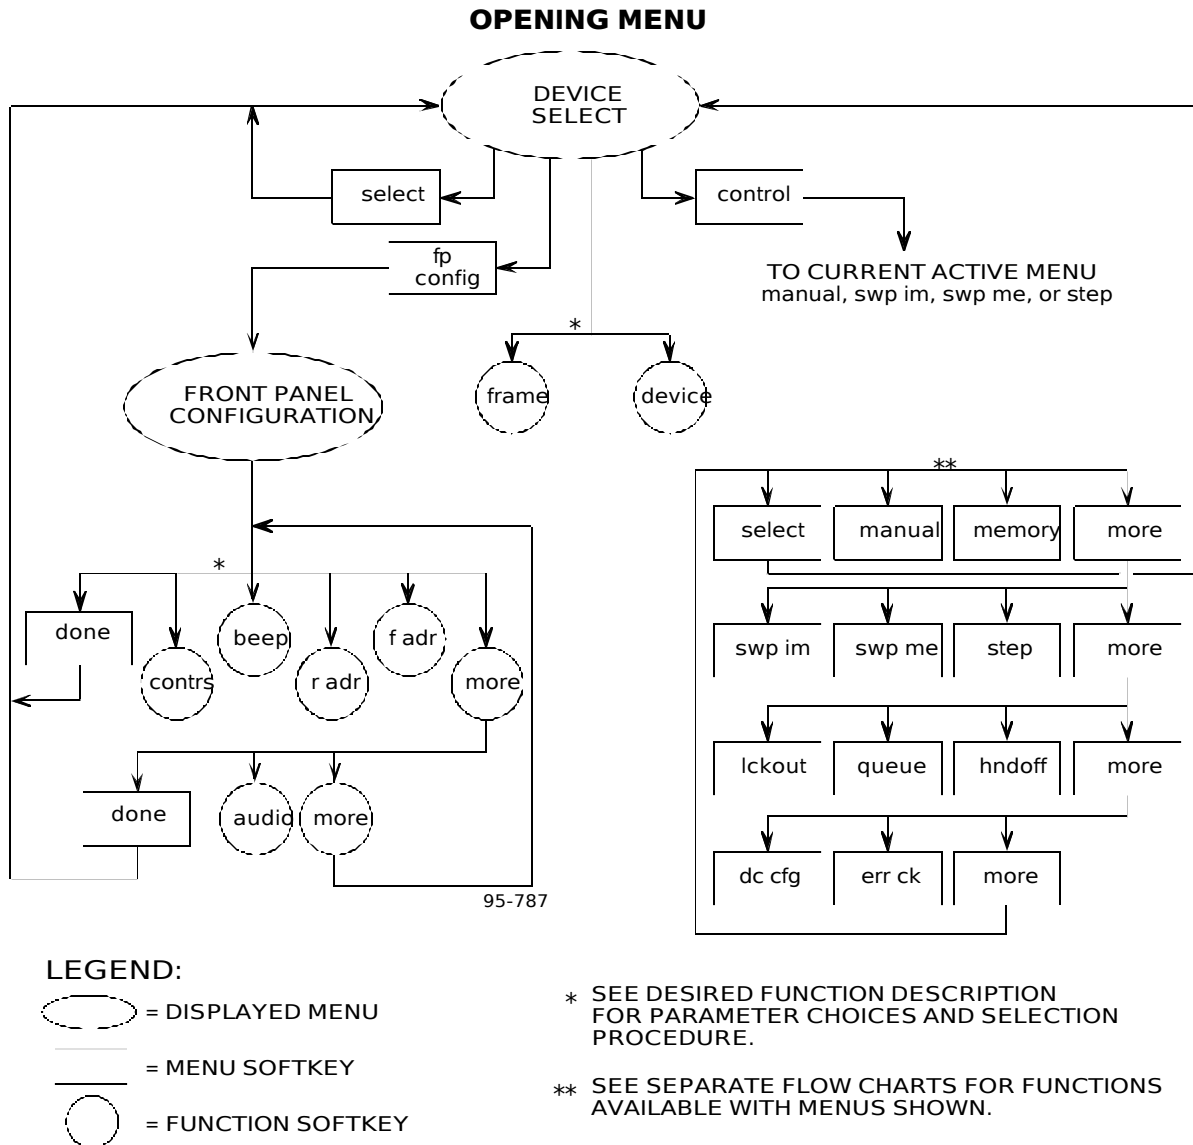 OPENING MENU
DEVICE
SELECT
select
control
fp
config
TO CURRENT ACTIVE MENU
manual, swp im, swp me, or step
*
frame
device
FRONT PANEL
CONFIGURATION
**
select
manual
memory
more
*
done
contrs
beep
r adr
f adr
more
swp im
swp me
step
more
done
audio
more
lckout
queue
hndoff
more
dc cfg
err ck
more
95-787
LEGEND:
= DISPLAYED MENU
= MENU SOFTKEY
= FUNCTION SOFTKEY
* SEE DESIRED FUNCTION DESCRIPTION
FOR PARAMETER CHOICES AND SELECTION
PROCEDURE.
** SEE SEPARATE FLOW CHARTS FOR FUNCTIONS
AVAILABLE WITH MENUS SHOWN.